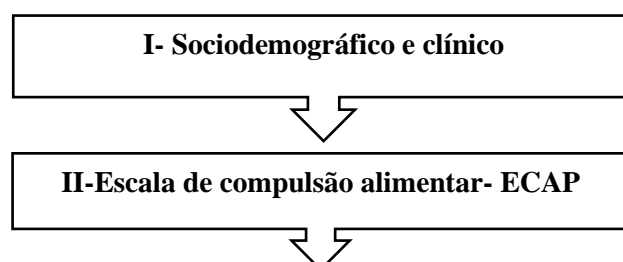 I- Sociodemográfico e clínico
II-Escala de compulsão alimentar- ECAP